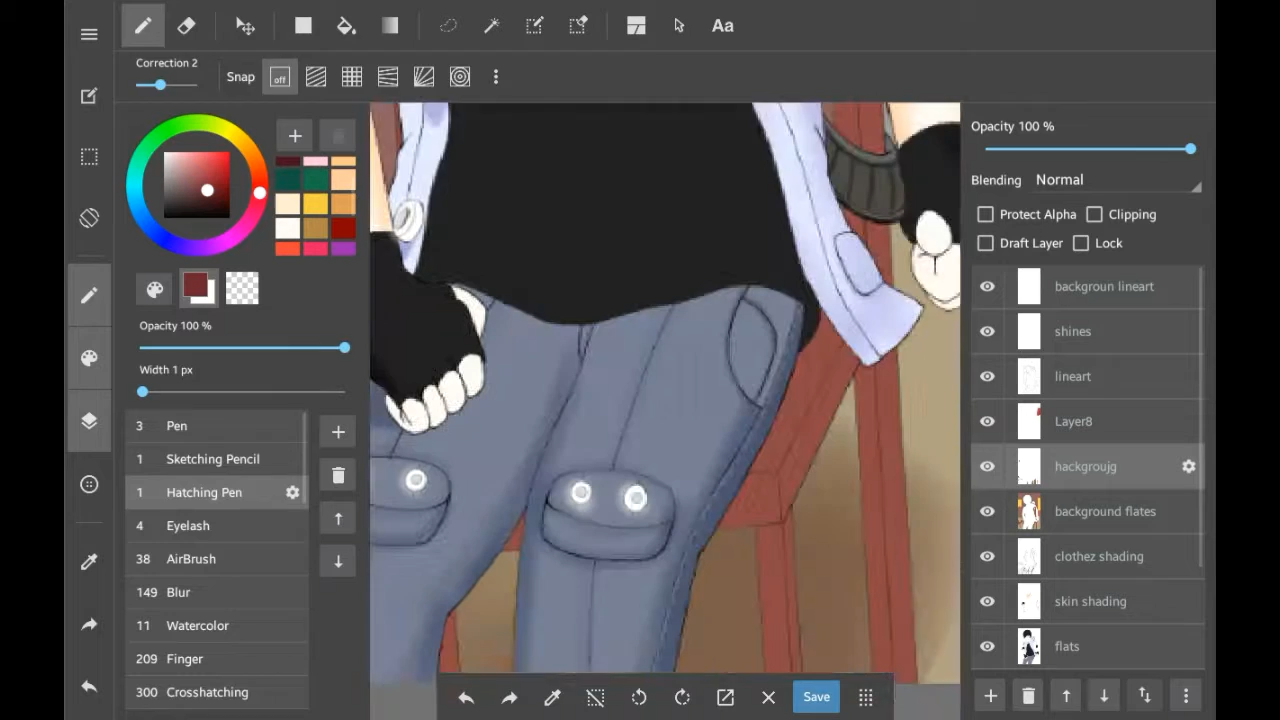 Aa
Correction 2
Snap
off
Opacity 100 %
Blending Normal
Protect Alpha
Clipping
Draft Layer
Lock
backgroun lineart
shines
lineart
Layer8
hackgroujg
background flates
clothez shading
skin shading
flats
Opacity 100 %
Width 1 px
3 Pen
1 Sketching Pencil
1 Hatching Pen
4 Eyelash
38 AirBrush
149 Blur
11 Watercolor
209 Finger
300 Crosshatching
Save